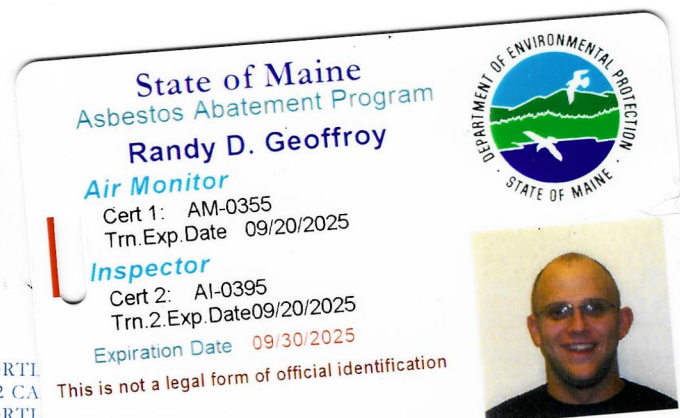 State of Maine
Asbestos Abatement Program
Randy D. Geoffroy
Air Monitor
Cert 1: AM-0355
Trn.Exp.Date 09/20/2025
Inspector
Cert 2: AI-0395
Trn.2.Exp.Date09/20/2025
Expiration Date 09/30/2025
This is not a legal form of official identification
DEPARTMENT OF ENVIRONMENTAL PROTECTION
STATE OF MAINE